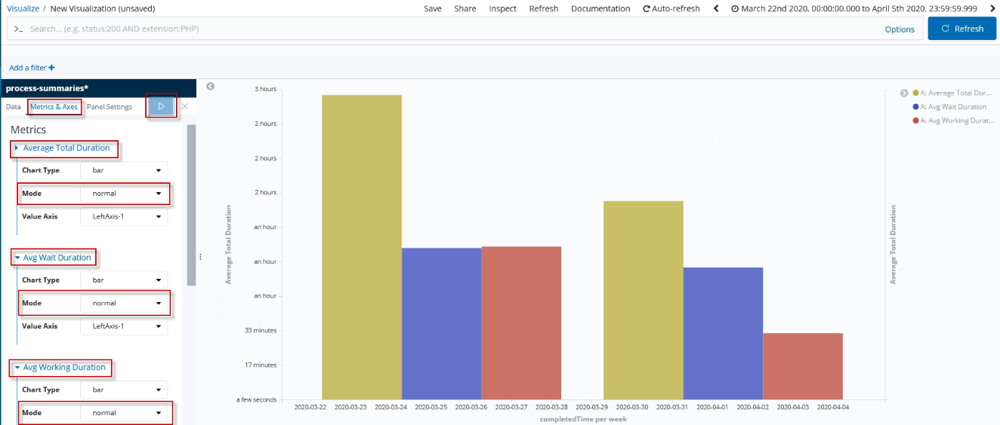 Visualize / New Visualization (unsaved) Save Share Inspect Refresh Documentation Auto-refresh March 22nd 2020, 00:00:00.000 to April 5th 2020, 23:59:59.999
>_ Search... (e.g. status:200 AND extension:PHP) Options Refresh
Add a filter +
process-summaries*
Data Metrics & Axes Panel Settings
Metrics
Average Total Duration
Chart Type bar
Mode normal
Value Axis LeftAxis-1
Avg Wait Duration
Chart Type bar
Mode normal
Value Axis LeftAxis-1
Avg Working Duration
Chart Type bar
Mode normal
Average Total Duration
3 hours
2 hours
2 hours
2 hours
an hour
an hour
an hour
33 minutes
17 minutes
a few seconds
2020-03-22 2020-03-23 2020-03-24 2020-03-25 2020-03-26 2020-03-27 2020-03-28 2020-03-29 2020-03-30 2020-03-31 2020-04-01 2020-04-02 2020-04-03 2020-04-04
completedTime per week
Average Total Duration
A: Average Total Dur...
A: Avg Wait Duration
A: Avg Working Durat...